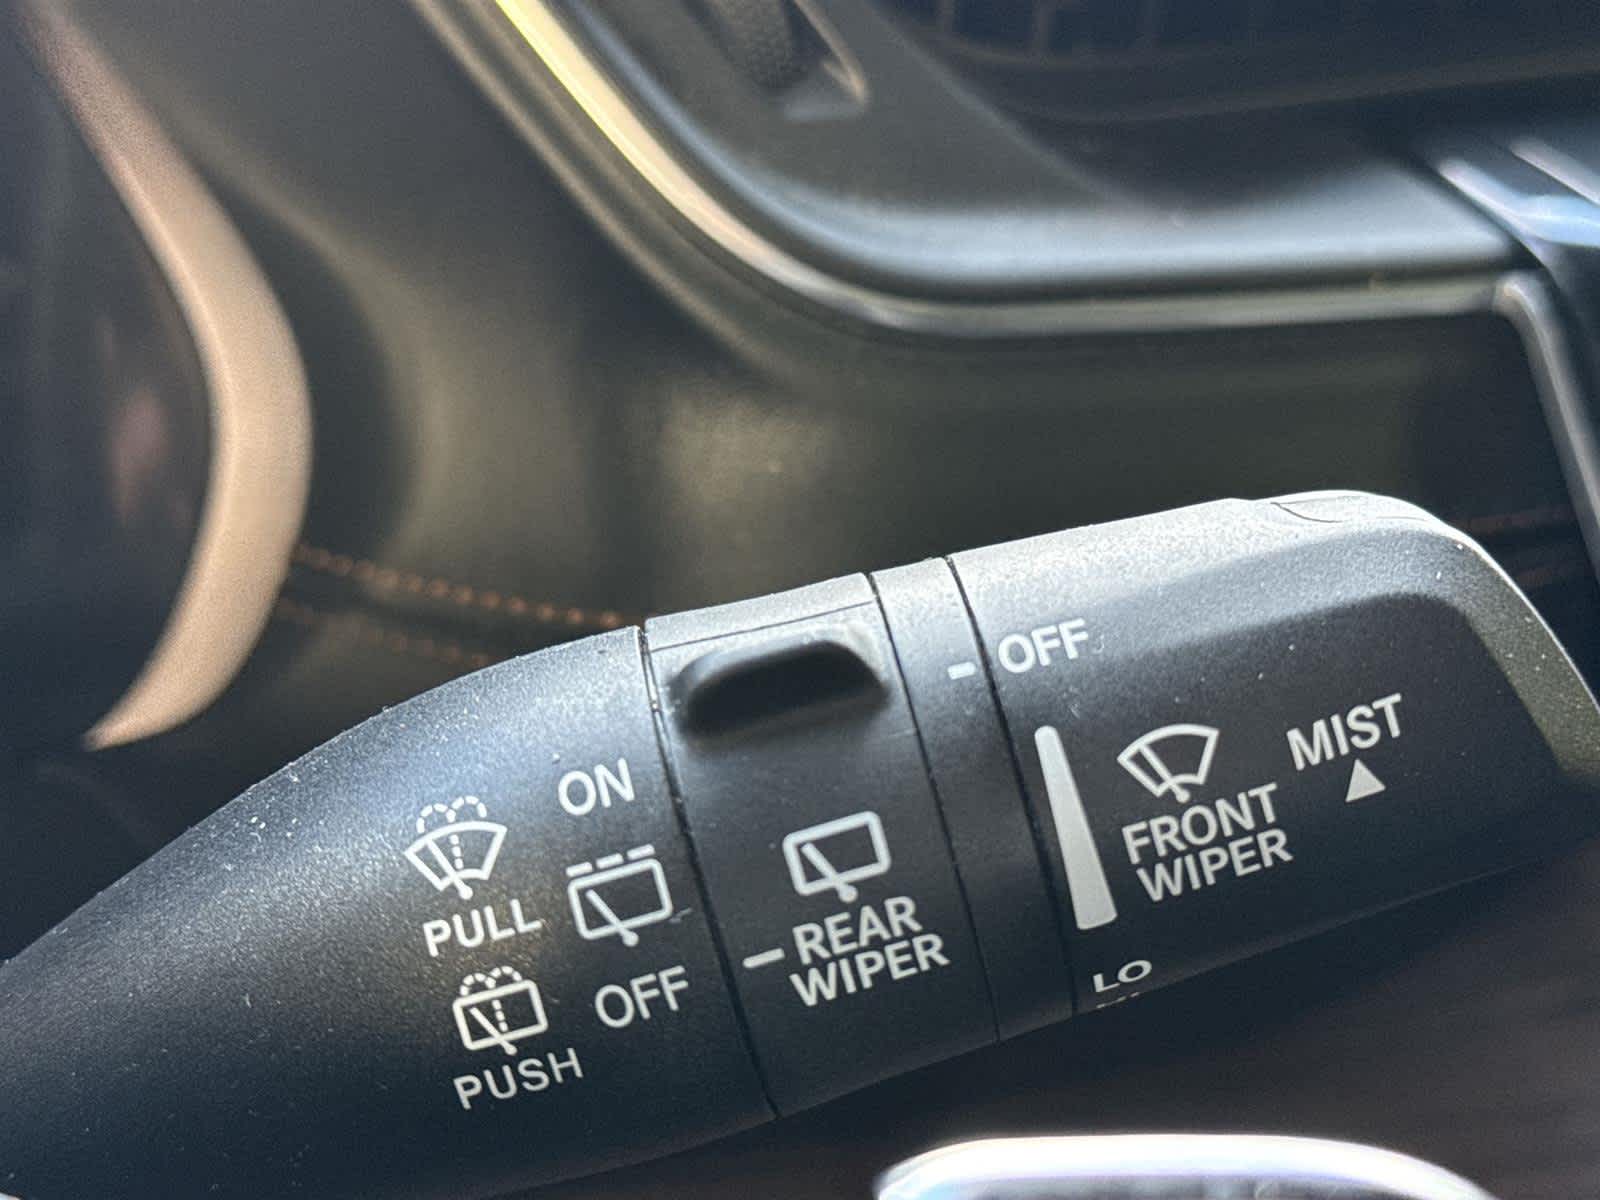 OFF
MIST
FRONT
WIPER
LO
ON
REAR
WIPER
OFF
PULL
PUSH